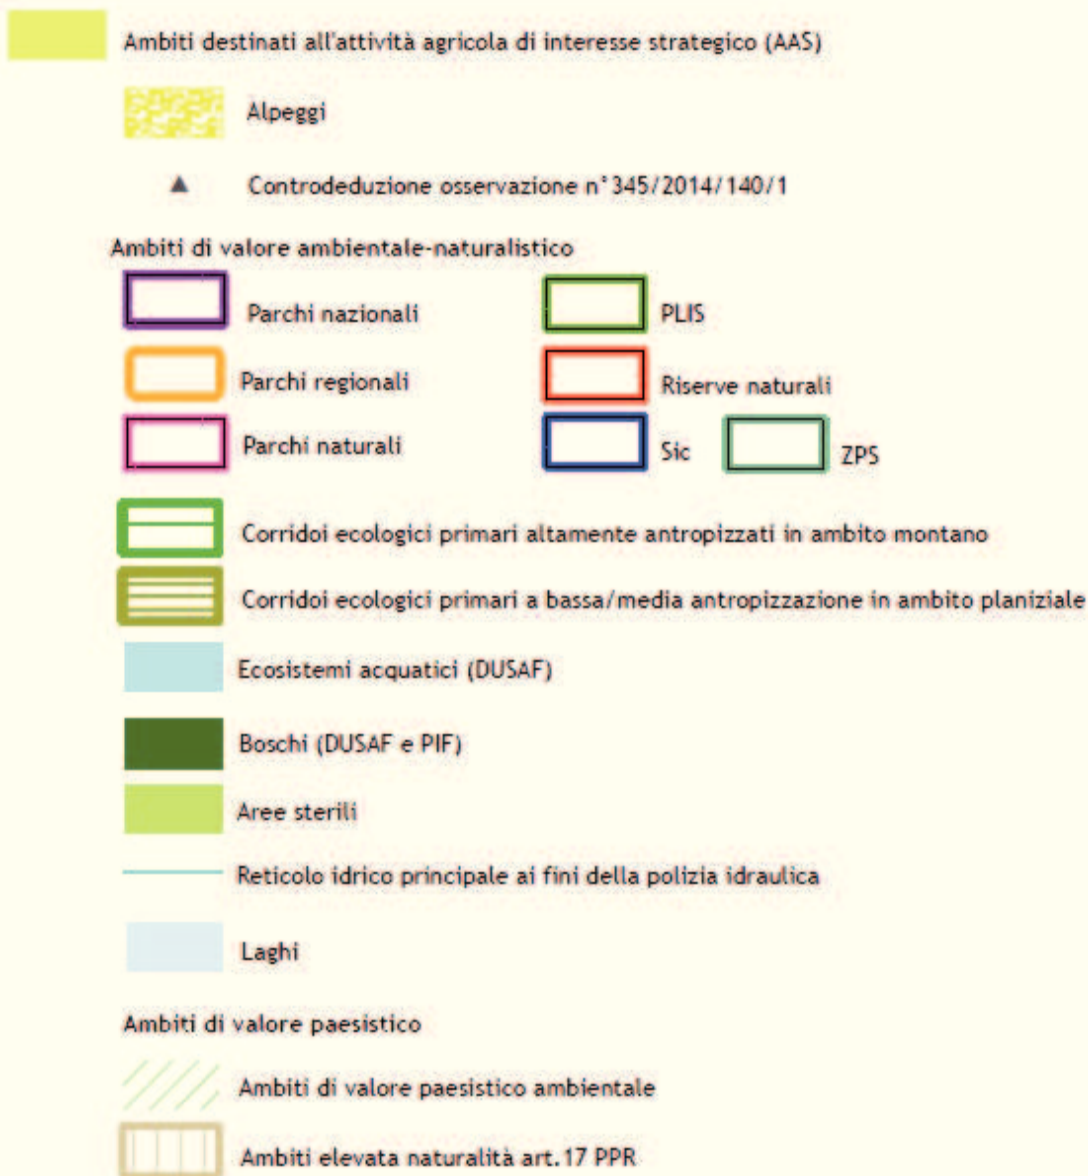 Ambiti destinati all'attività agricola di interesse strategico (AAS)
Alpeggi
Controdeduzione osservazione n°345/2014/140/1
Ambiti di valore ambientale-naturalistico
Parchi nazionali
PLIS
Parchi regionali
Riserve naturali
Parchi naturali
Sic
ZPS
Corridoi ecologici primari altamente antropizzati in ambito montano
Corridoi ecologici primari a bassa/media antropizzazione in ambito planiziale
Ecosistemi acquatici (DUSAF)
Boschi (DUSAF e PIF)
Aree sterili
Reticolo idrico principale ai fini della polizia idraulica
Laghi
Ambiti di valore paesistico
Ambiti di valore paesistico ambientale
Ambiti elevata naturalità art.17 PPR